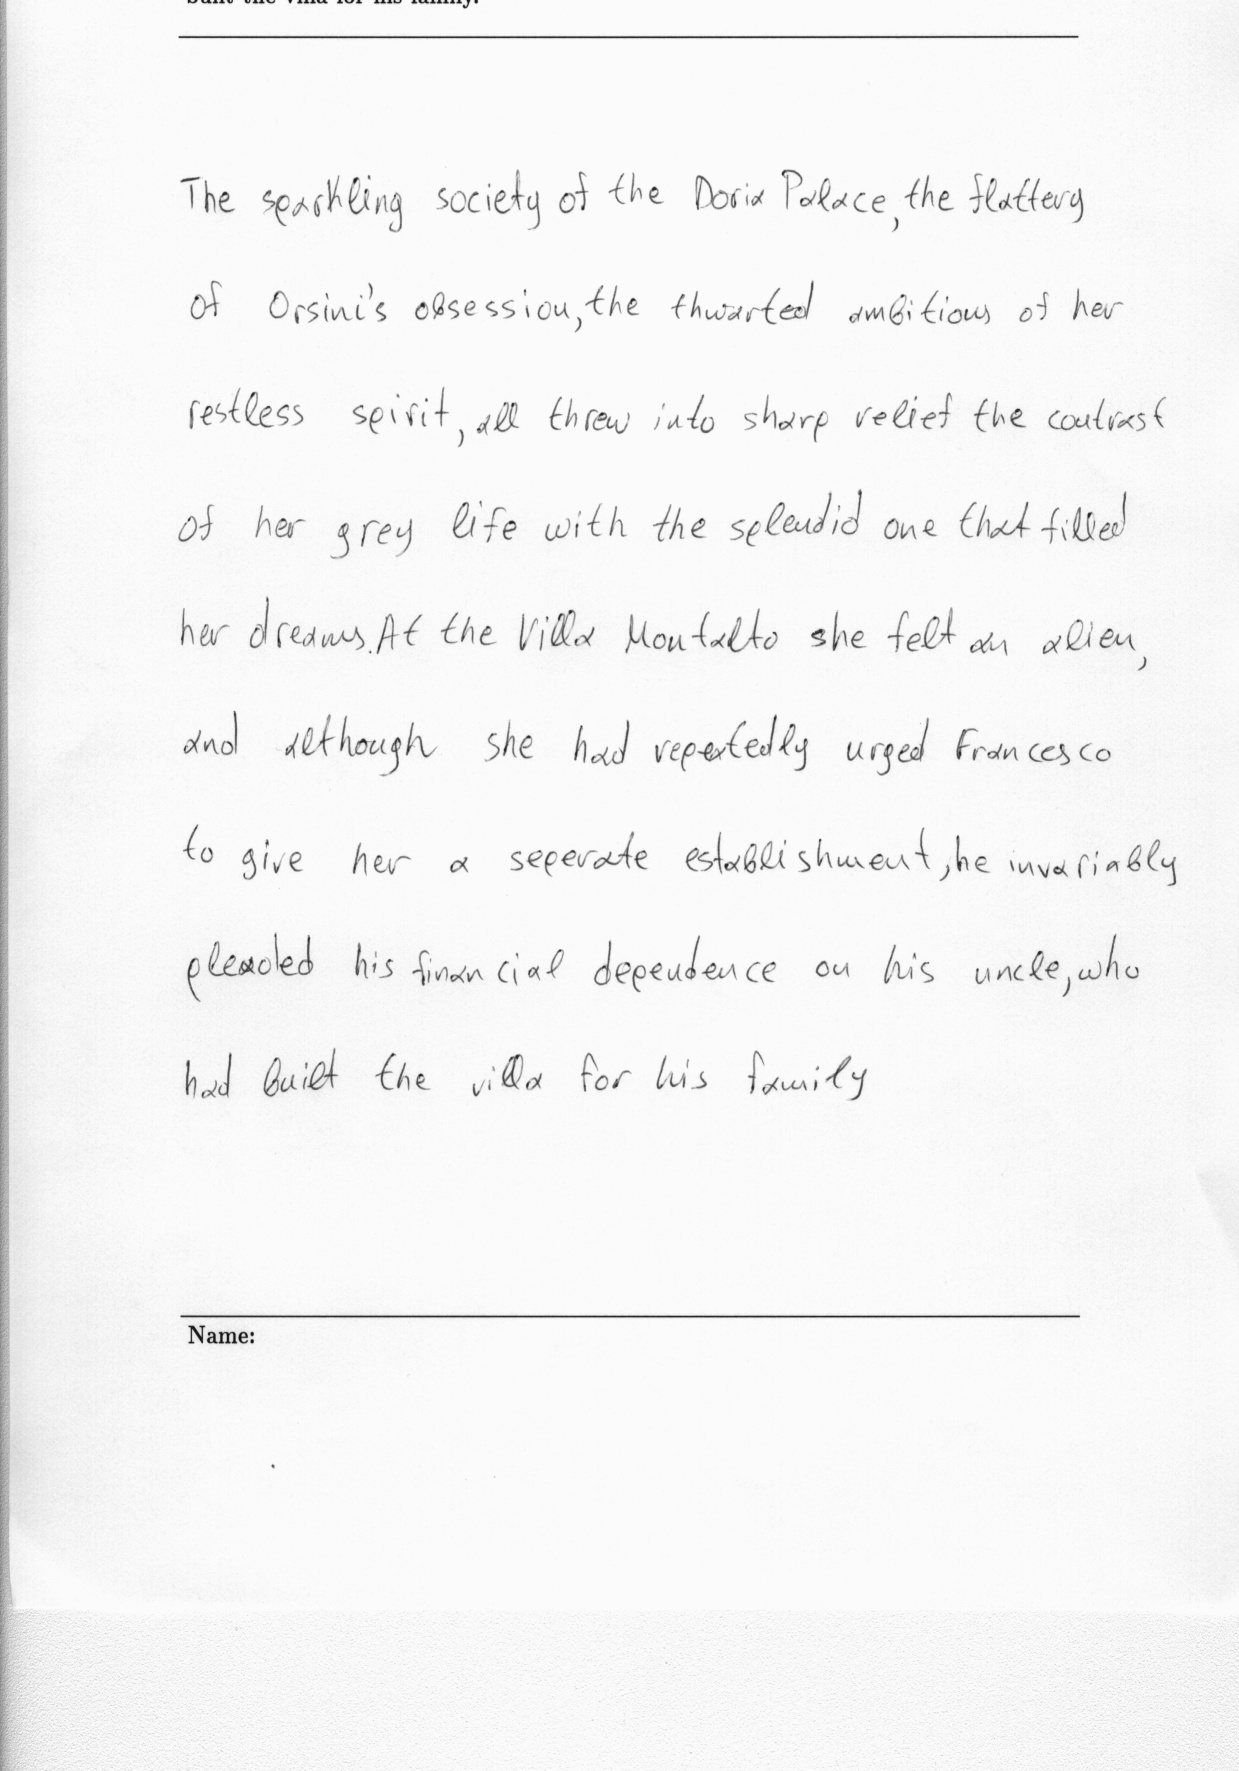 built the villa for his family.
The sparkling society of the Doria Palace, the flattery
of Orsini's obsession, the thwarted ambitions of her
restless spirit, all threw into sharp relief the contrast
of her grey life with the splendid one that filled
her dreams. At the Villa Montalto she felt an alien,
and although she had repeatedly urged Francesco
to give her a seperate establishment, he invariably
pleaded his financial dependence on his uncle, who
had built the villa for his family
Name: